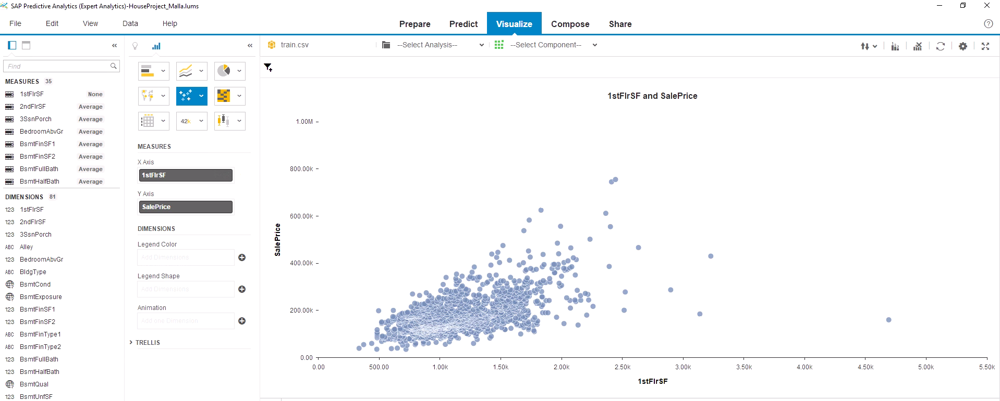 SAP Predictive Analytics (Expert Analytics)-HouseProject_Malla.lums
File Edit View Data Help
Prepare Predict Visualize Compose Share
train.csv --Select Analysis-- --Select Component--
Find
MEASURES 35
1stFlrSF None
2ndFlrSF Average
3SsnPorch Average
BedroomAbvGr Average
BsmtFinSF1 Average
BsmtFinSF2 Average
BsmtFullBath Average
BsmtHalfBath Average
DIMENSIONS 81
123 1stFlrSF
123 2ndFlrSF
123 3SsnPorch
ABC Alley
123 BedroomAbvGr
ABC BldgType
BsmtCond
BsmtExposure
123 BsmtFinSF1
123 BsmtFinSF2
ABC BsmtFinType1
ABC BsmtFinType2
123 BsmtFullBath
123 BsmtHalfBath
BsmtQual
123 BsmtUnfSF
42k
MEASURES
X Axis
1stFlrSF
Y Axis
SalePrice
DIMENSIONS
Legend Color
Add Dimensions
Legend Shape
Add Dimensions
Animation
Add one Dimension
TRELLIS
1stFlrSF and SalePrice
1.00M
800.00k
600.00k
400.00k
200.00k
0.00
SalePrice
0.00 500.00 1.00k 1.50k 2.00k 2.50k 3.00k 3.50k 4.00k 4.50k 5.00k 5.50k
1stFlrSF